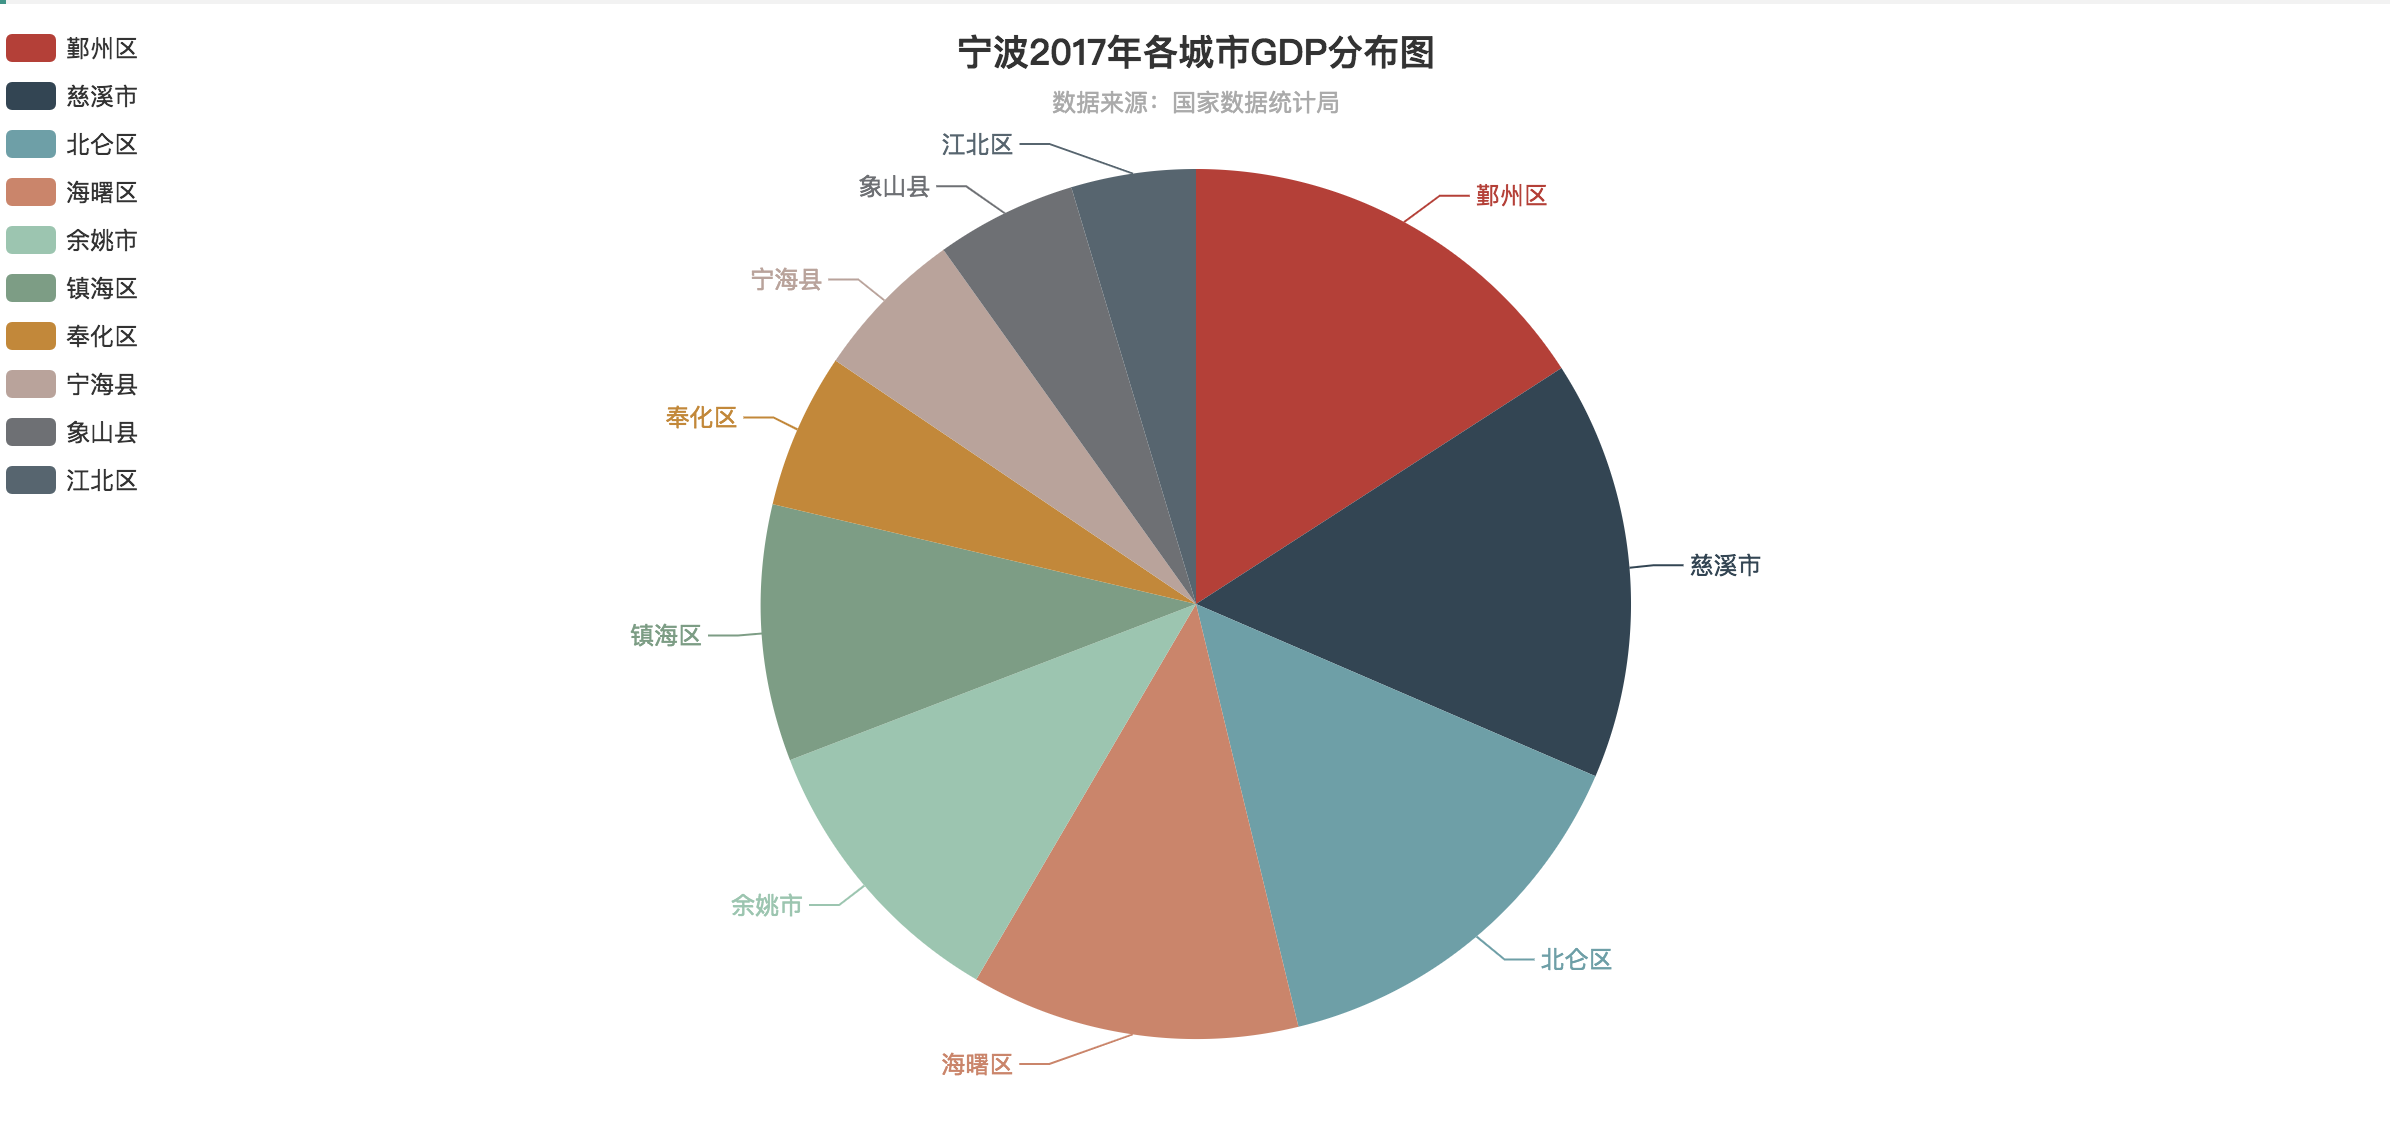 宁波2017年各城市GDP分布图
数据来源：国家数据统计局
鄞州区
慈溪市
北仑区
海曙区
余姚市
镇海区
奉化区
宁海县
象山县
江北区
江北区
象山县
鄞州区
宁海县
奉化区
慈溪市
镇海区
余姚市
北仑区
海曙区